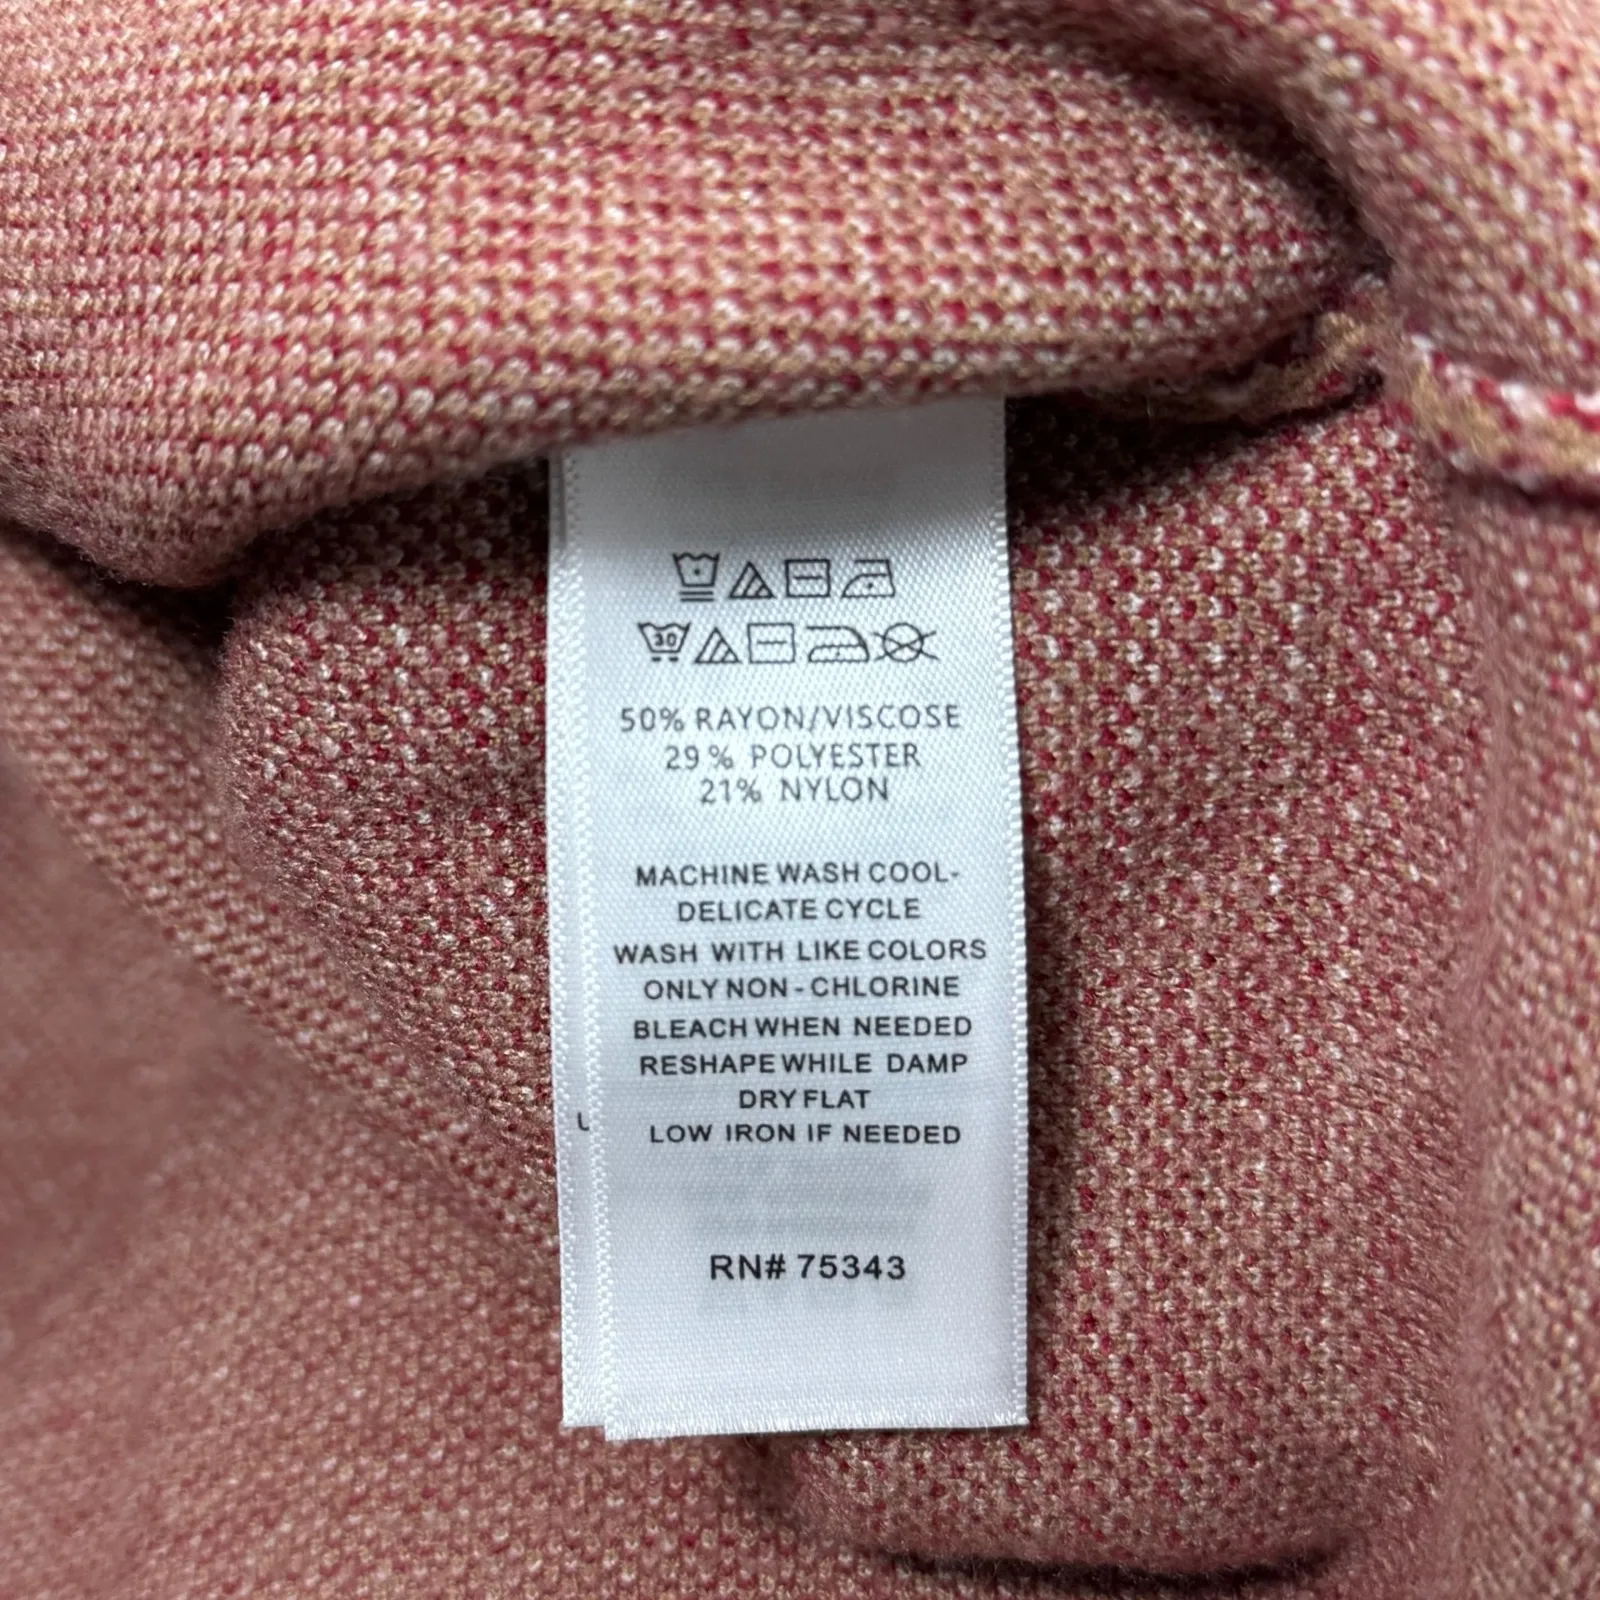 30
50% RAYON/VISCOSE
29% POLYESTER
21% NYLON
MACHINE WASH COOL-
DELICATE CYCLE
WASH WITH LIKE COLORS
ONLY NON-CHLORINE
BLEACH WHEN NEEDED
RESHAPE WHILE DAMP
DRY FLAT
LOW IRON IF NEEDED
RN# 75343